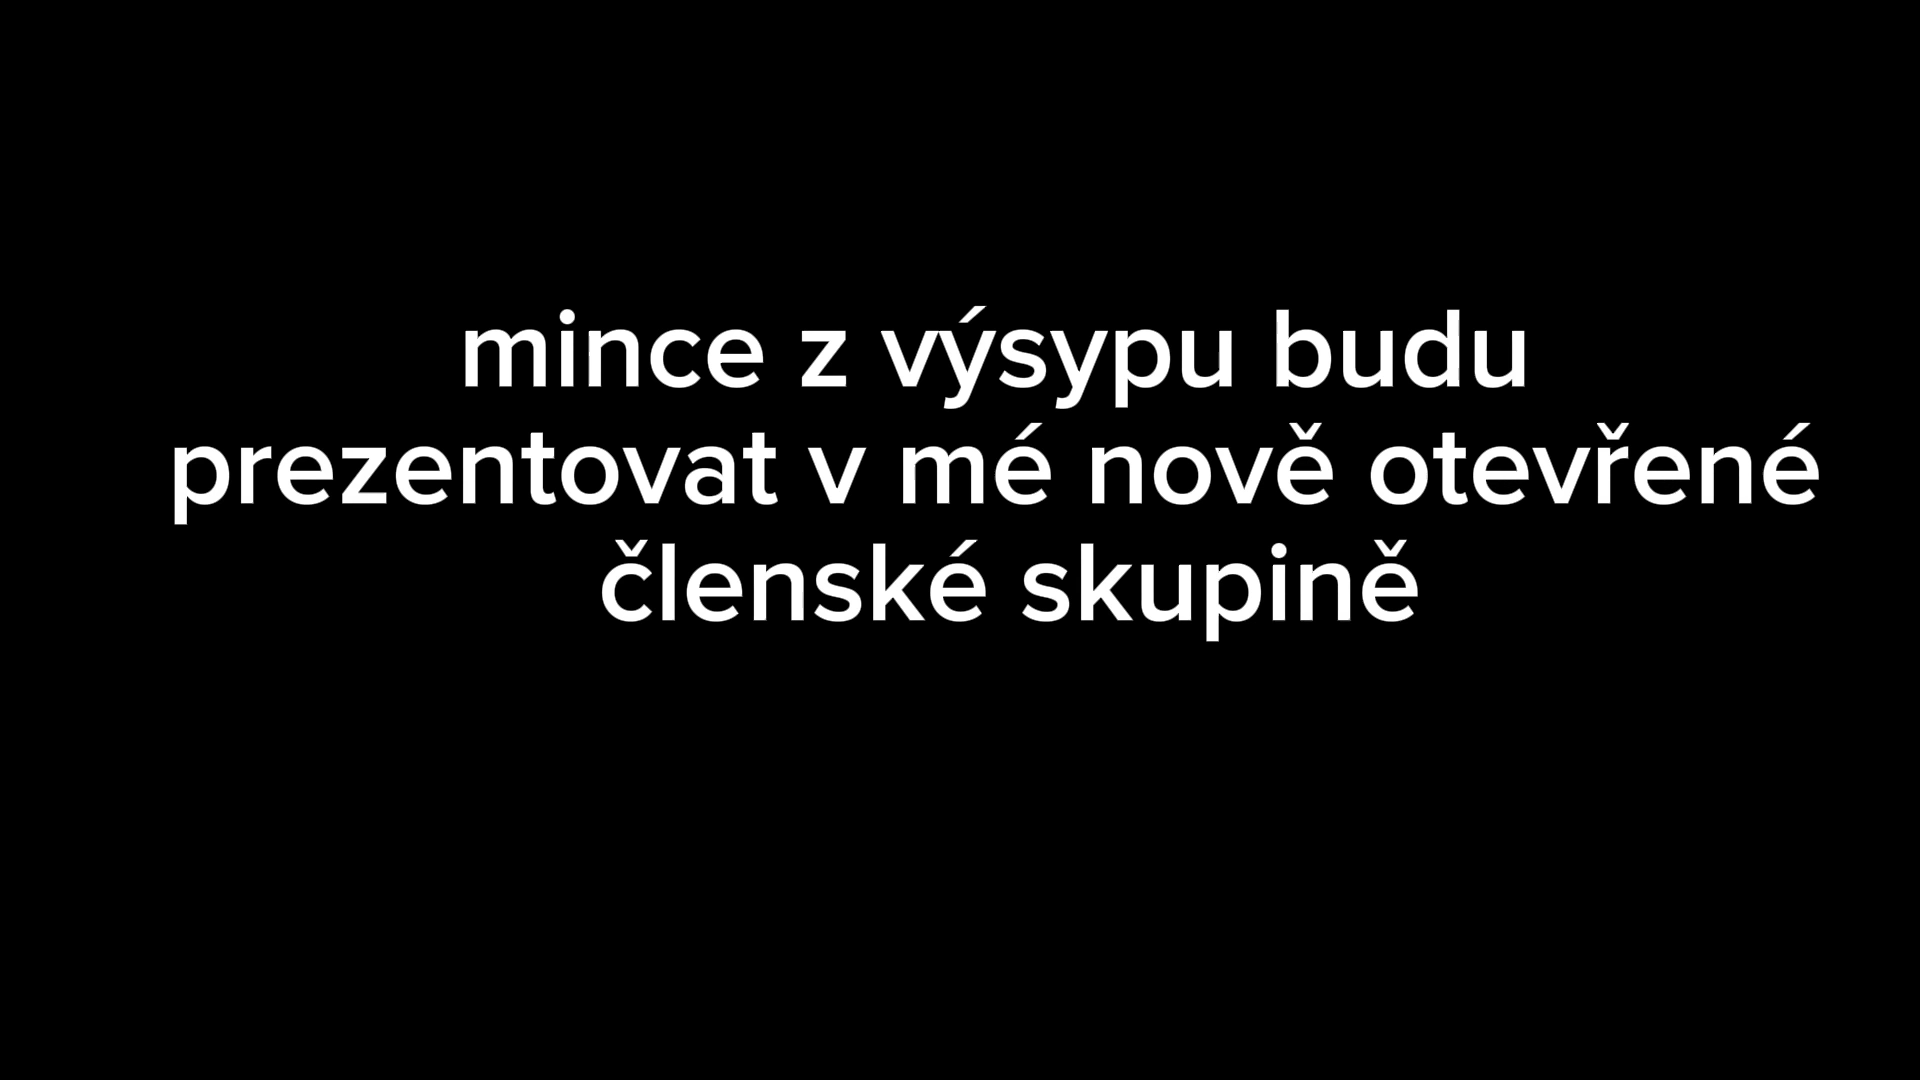 mince z výsypu budu
prezentovat v mé nově otevřené
členské skupině